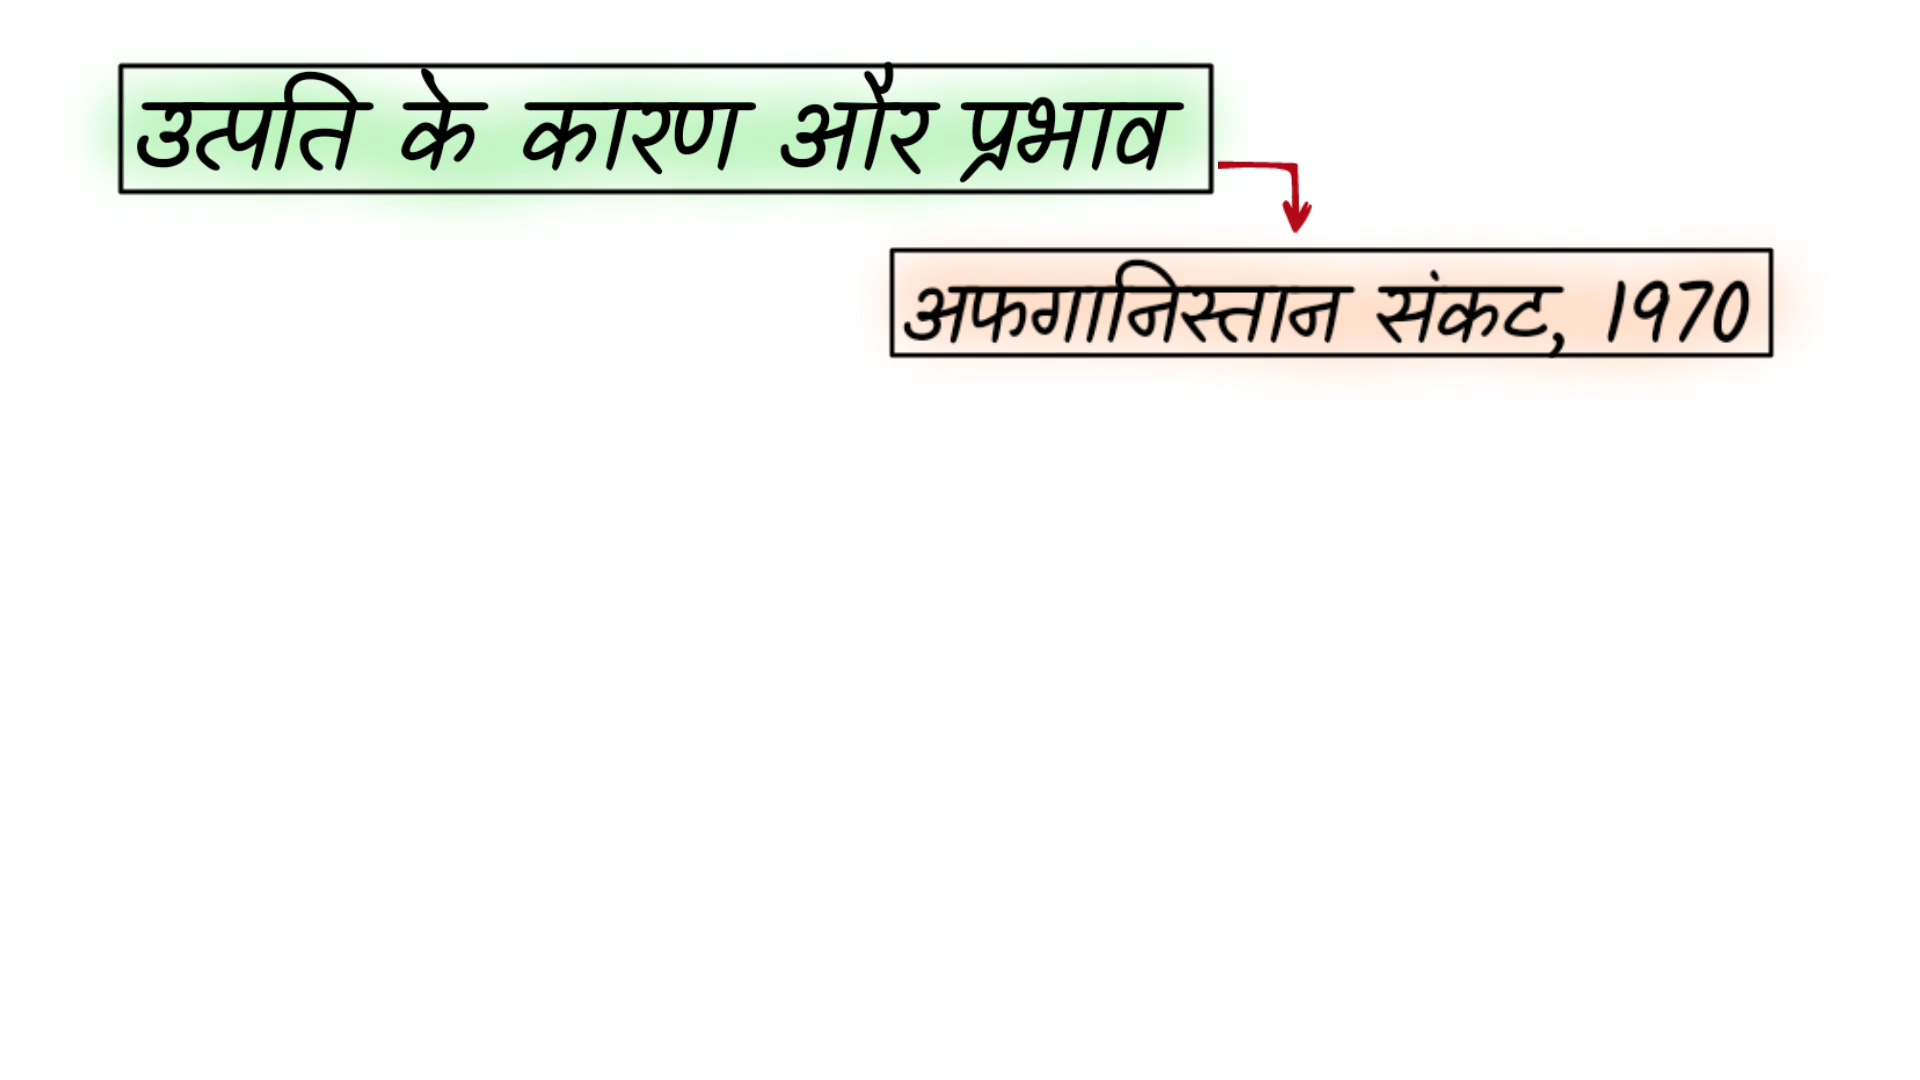 उत्पति के कारण और प्रभाव
अफगानिस्तान संकट, 1970